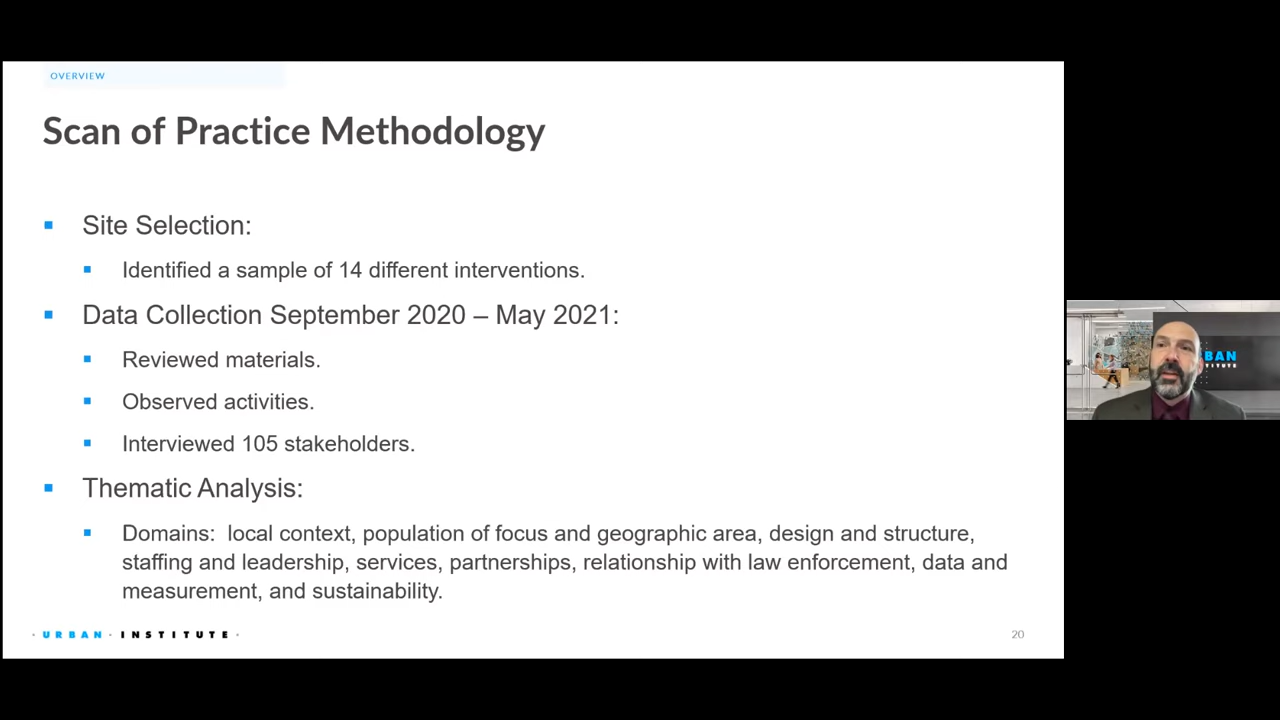 OVERVIEW
Scan of Practice Methodology
Site Selection:
Identified a sample of 14 different interventions.
Data Collection September 2020 – May 2021:
Reviewed materials.
Observed activities.
Interviewed 105 stakeholders.
Thematic Analysis:
Domains: local context, population of focus and geographic area, design and structure,
staffing and leadership, services, partnerships, relationship with law enforcement, data and
measurement, and sustainability.
· URBAN · INSTITUTE ·
20
BAN
STITUTE